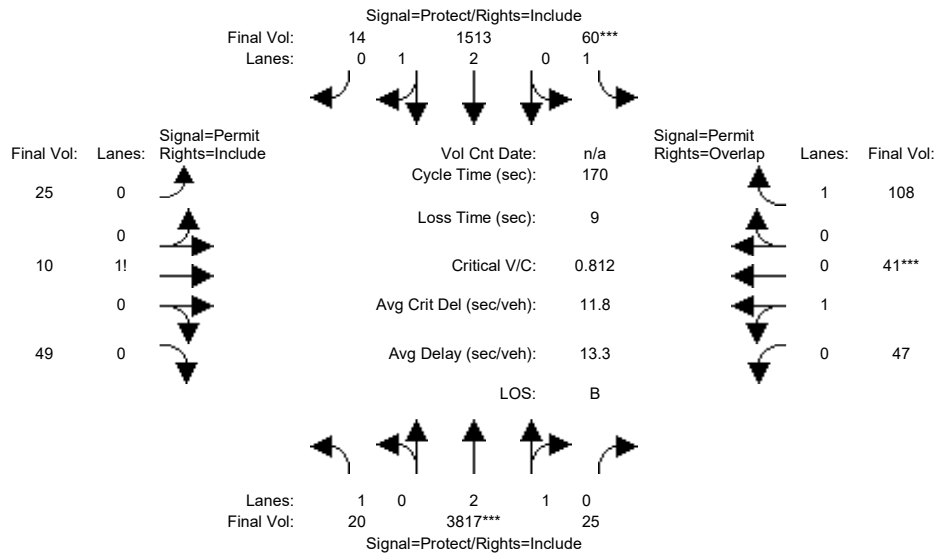 Signal=Protect/Rights=Include
Final Vol: 14 1513 60***
Lanes: 0 1 2 0 1
Signal=Permit Signal=Permit
Final Vol: Lanes: Rights=Include Vol Cnt Date: n/a Rights=Overlap Lanes: Final Vol:
Cycle Time (sec): 170
25 0 1 108
Loss Time (sec): 9
0 0
10 1! Critical V/C: 0.812 0 41***
0 Avg Crit Del (sec/veh): 11.8 1
49 0 Avg Delay (sec/veh): 13.3 0 47
LOS: B
Lanes: 1 0 2 1 0
Final Vol: 20 3817*** 25
Signal=Protect/Rights=Include